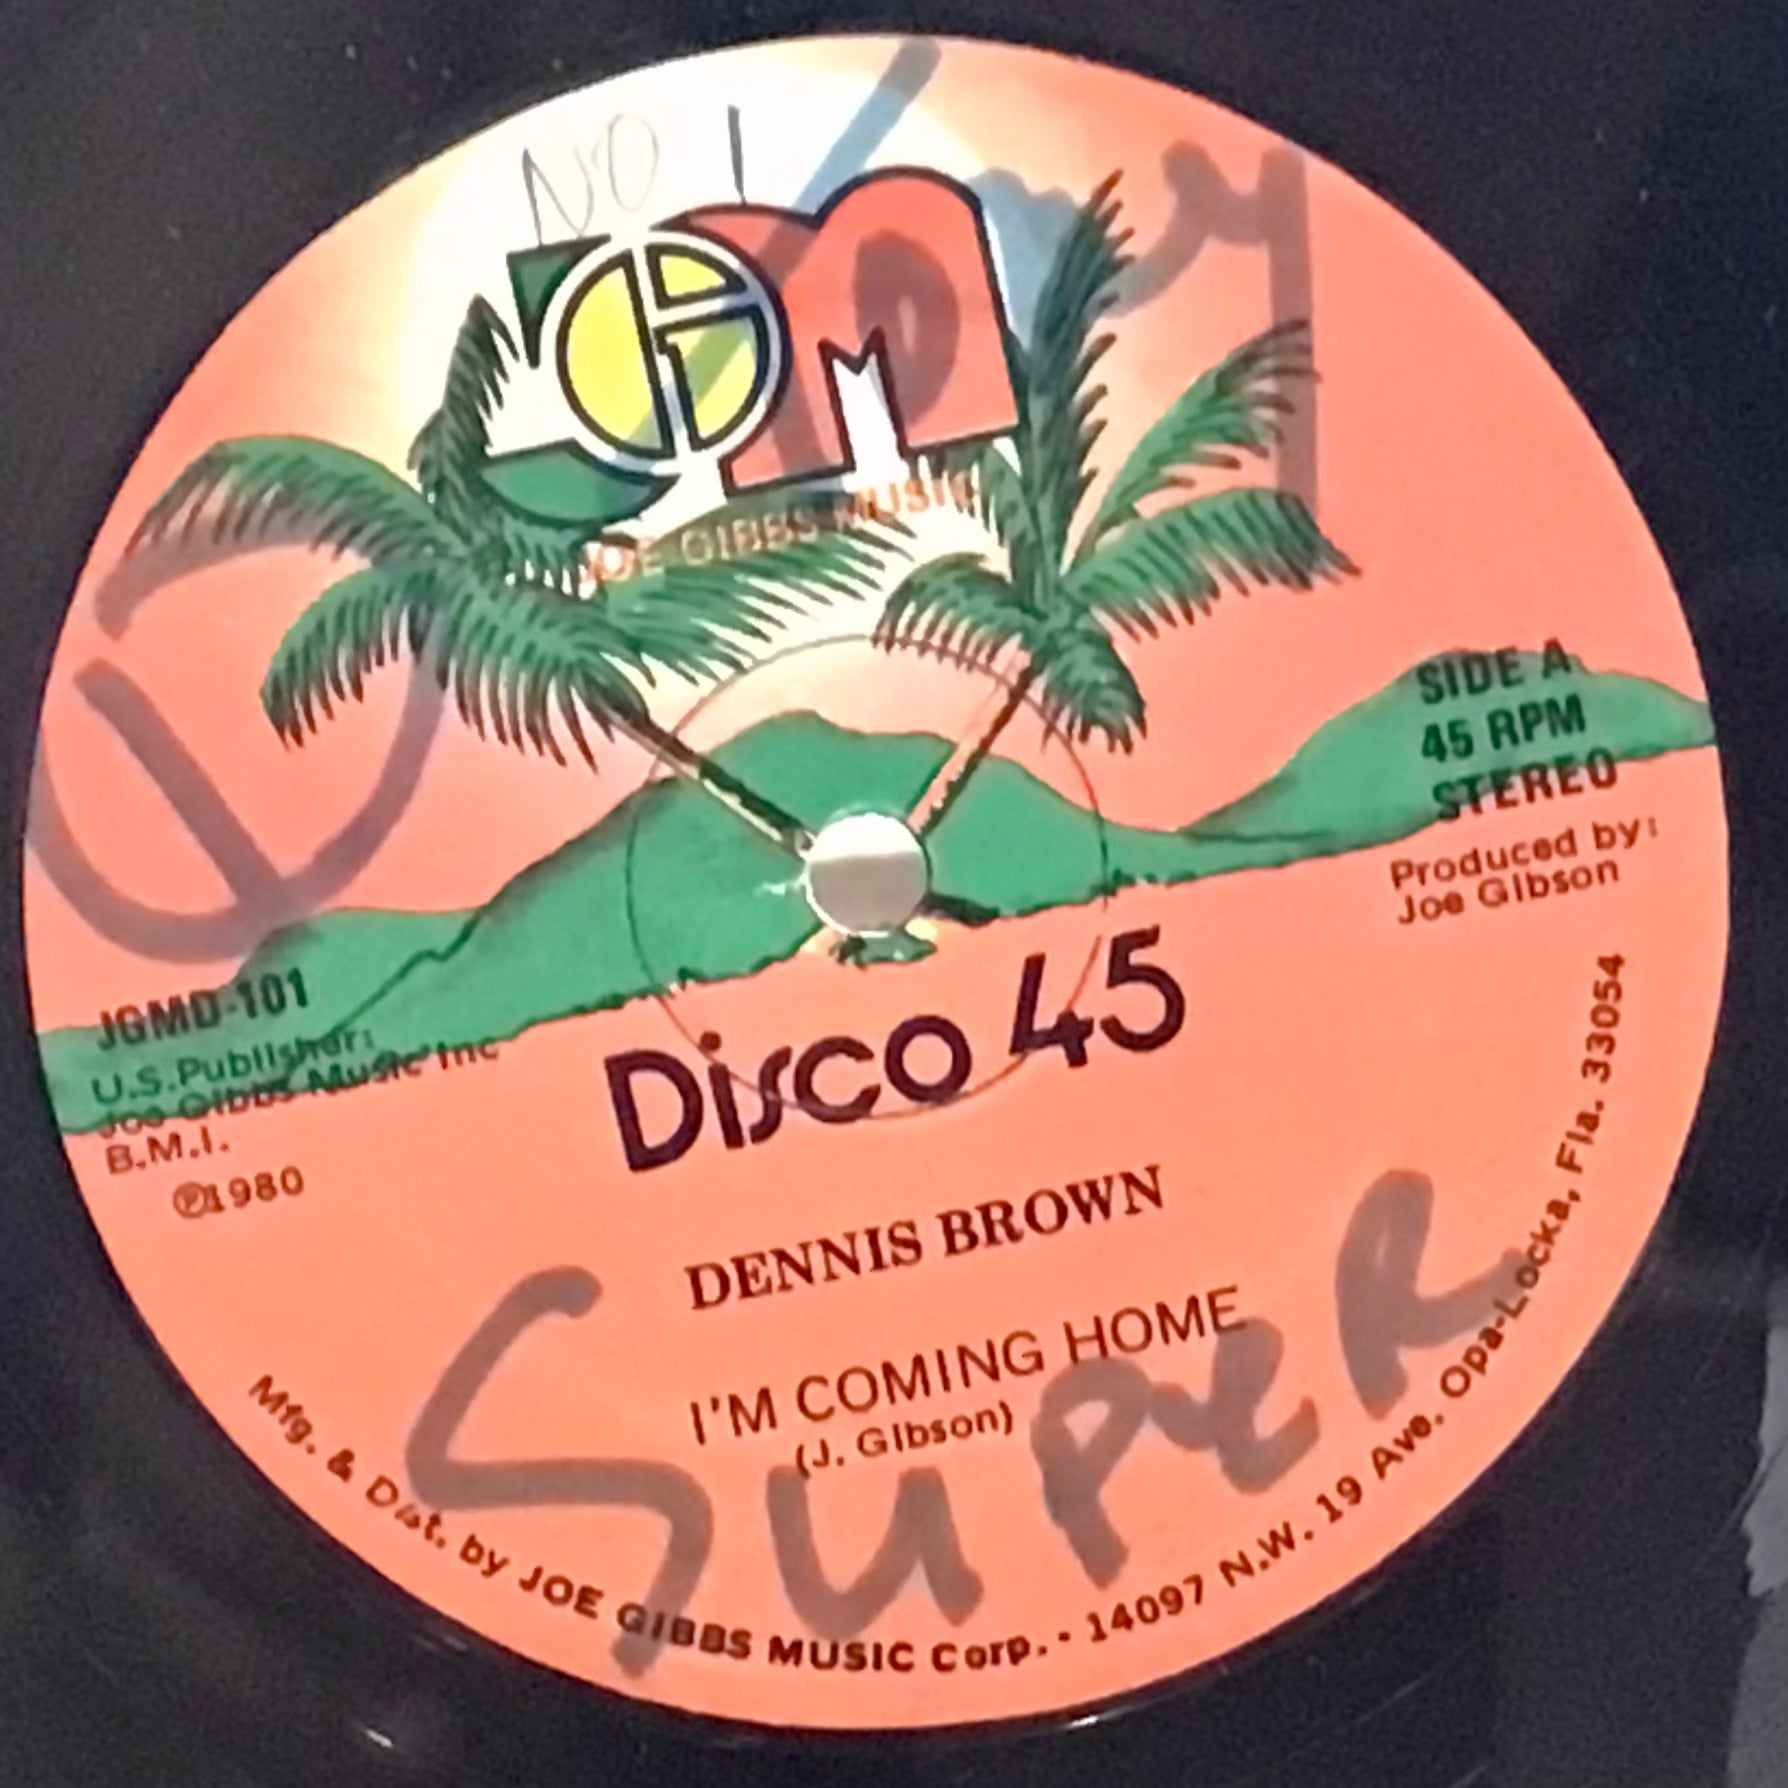 NO 1
JGM
JOE GIBBS MUSIC
SIDE A
45 RPM
STEREO
Produced by:
Joe Gibson
JGMD-101
U.S.Publisher:
Joe Gibbs Music Inc
B.M.I.
℗1980
Disco 45
DENNIS BROWN
I'M COMING HOME
(J. Gibson)
SUPER
Mfg. & Dist. by JOE GIBBS MUSIC Corp. - 14097 N.W. 19 Ave. Opa-Locka, Fla. 33054